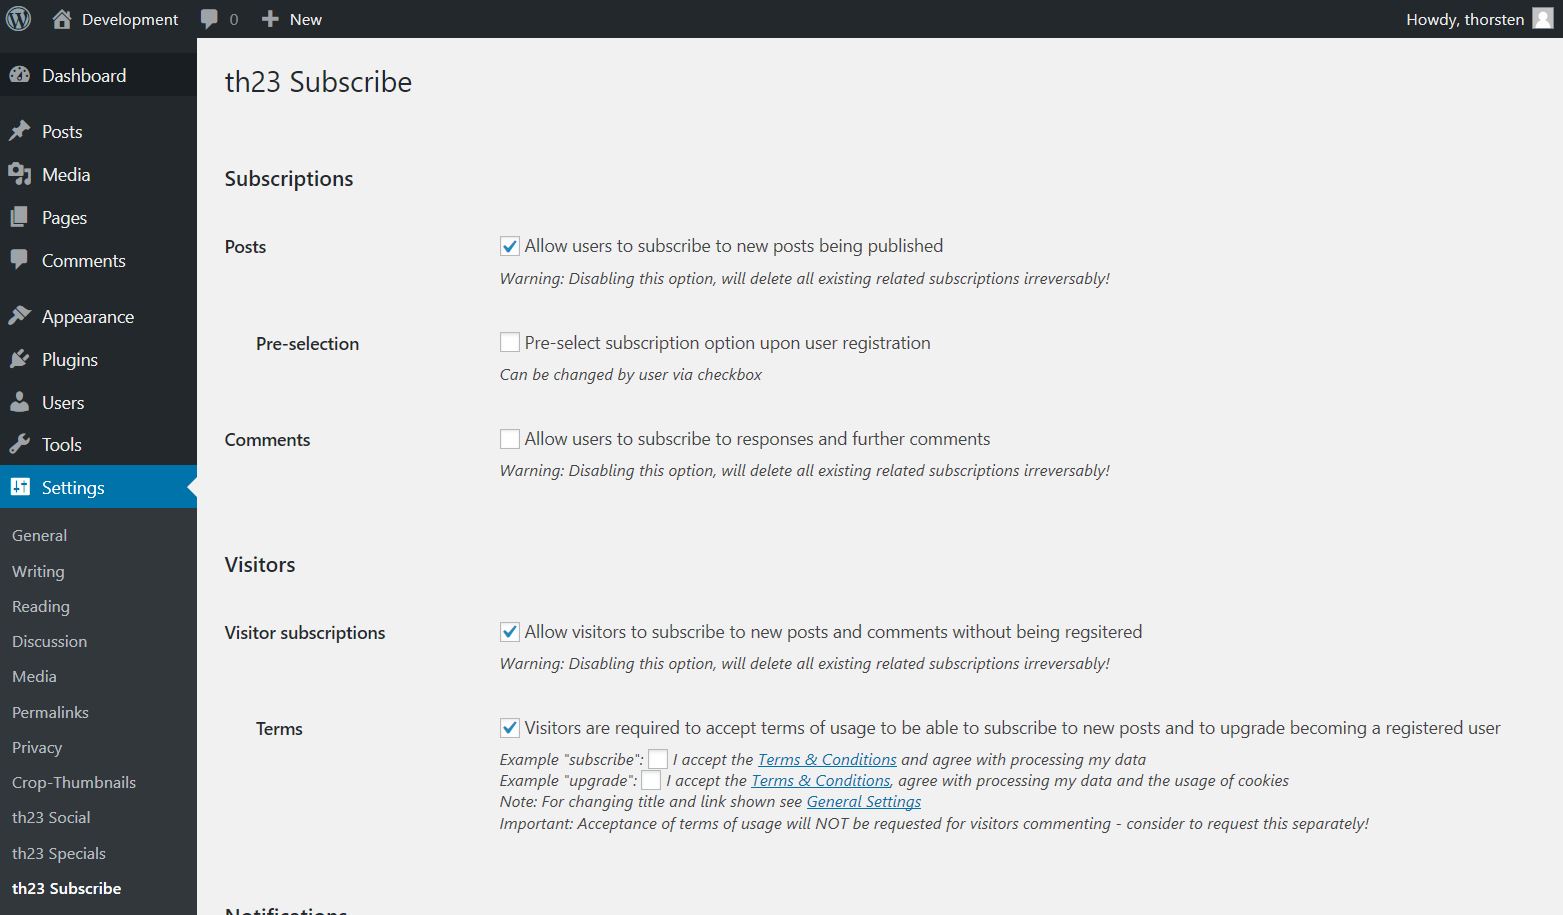 Development 0 New Howdy, thorsten
Dashboard
Posts
Media
Pages
Comments
Appearance
Plugins
Users
Tools
Settings
General
Writing
Reading
Discussion
Media
Permalinks
Privacy
Crop-Thumbnails
th23 Social
th23 Specials
th23 Subscribe
th23 Subscribe
Subscriptions
Posts Allow users to subscribe to new posts being published
Warning: Disabling this option, will delete all existing related subscriptions irreversably!
Pre-selection Pre-select subscription option upon user registration
Can be changed by user via checkbox
Comments Allow users to subscribe to responses and further comments
Warning: Disabling this option, will delete all existing related subscriptions irreversably!
Visitors
Visitor subscriptions Allow visitors to subscribe to new posts and comments without being regsitered
Warning: Disabling this option, will delete all existing related subscriptions irreversably!
Terms Visitors are required to accept terms of usage to be able to subscribe to new posts and to upgrade becoming a registered user
Example "subscribe": I accept the Terms & Conditions and agree with processing my data
Example "upgrade": I accept the Terms & Conditions, agree with processing my data and the usage of cookies
Note: For changing title and link shown see General Settings
Important: Acceptance of terms of usage will NOT be requested for visitors commenting - consider to request this separately!
Notifications